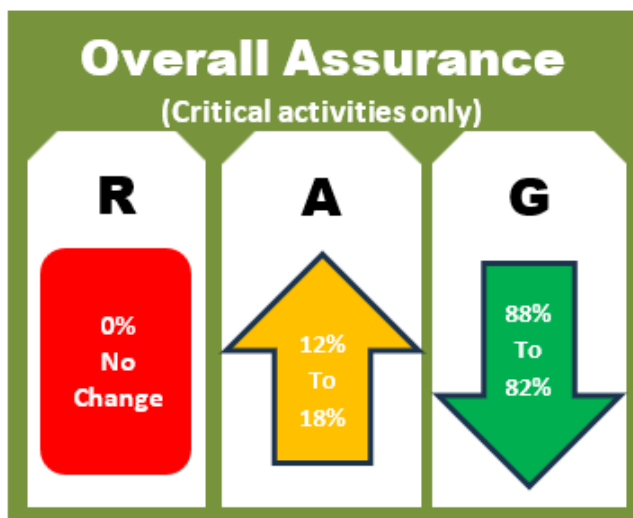 Overall Assurance
(Critical activities only)
R
0%
No
Change
A
12%
To
18%
G
88%
To
82%